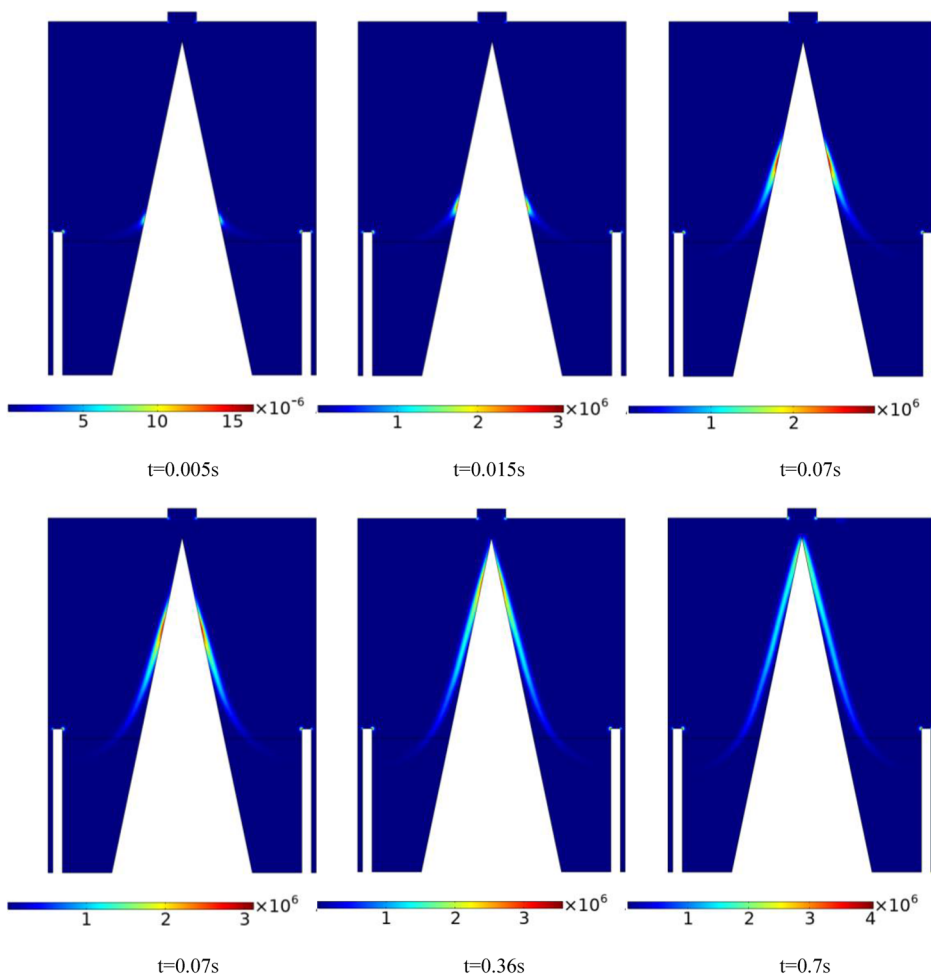 5 10 15 ×10⁻⁶
1 2 3 ×10⁶
1 2 ×10⁶
t=0.005s
t=0.015s
t=0.07s
1 2 3 ×10⁶
1 2 3 ×10⁶
1 2 3 4 ×10⁶
t=0.07s
t=0.36s
t=0.7s